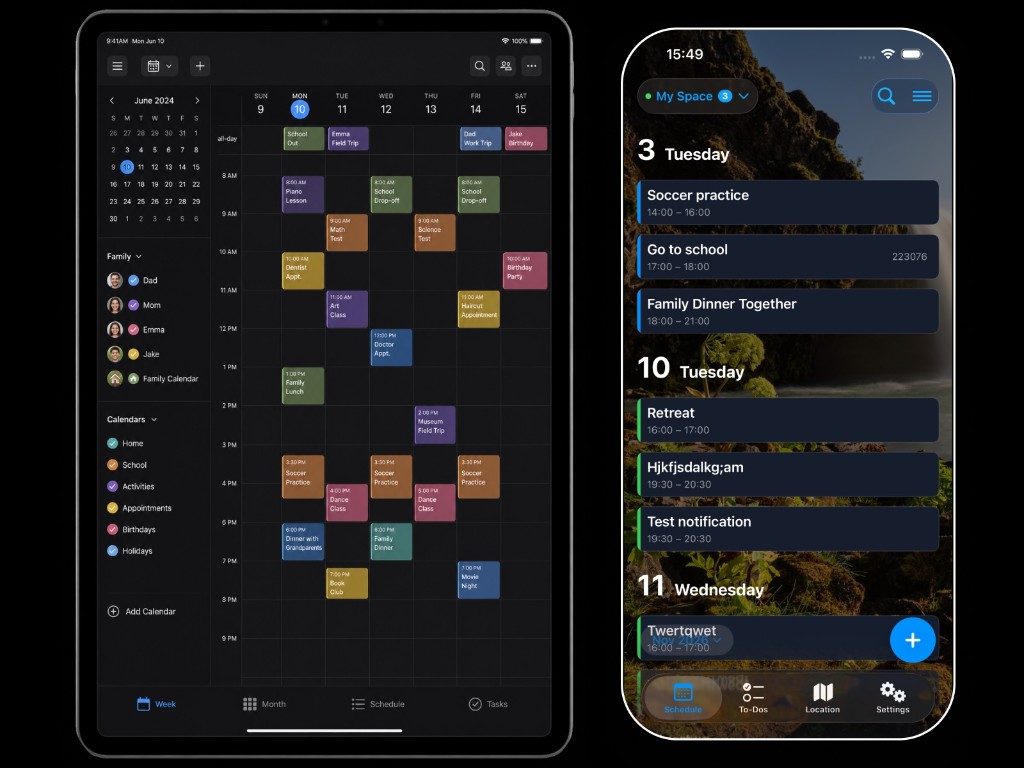 9:41AM Mon Jun 10
100%
June 2024
S M T W T F S
26 27 28 29 30 31 1
2 3 4 5 6 7 8
9 10 11 12 13 14 15
16 17 18 19 20 21 22
23 24 25 26 27 28 29
30 1 2 3 4 5 6
Family
Dad
Mom
Emma
Jake
Family Calendar
Calendars
Home
School
Activities
Appointments
Birthdays
Holidays
Add Calendar
SUN MON TUE WED THU FRI SAT
9 10 11 12 13 14 15
all-day
School
Out
Emma
Field Trip
Dad
Work Trip
Jake
Birthday
8 AM
8:00 AM
Piano
Lesson
8:00 AM
School
Drop-off
8:00 AM
School
Drop-off
9 AM
9:00 AM
Math
Test
9:00 AM
Science
Test
10 AM
10:00 AM
Dentist
Appt.
10:00 AM
Birthday
Party
11 AM
11:00 AM
Art
Class
11:00 AM
Haircut
Appointment
12 PM
12:00 PM
Doctor
Appt.
1 PM
1:00 PM
Family
Lunch
2 PM
2:00 PM
Museum
Field Trip
3 PM
3:30 PM
Soccer
Practice
3:30 PM
Soccer
Practice
3:30 PM
Soccer
Practice
4 PM
4:00 PM
Dance
Class
5:00 PM
Dance
Class
6 PM
6:00 PM
Dinner with
Grandparents
6:00 PM
Family
Dinner
7 PM
7:00 PM
Book
Club
7:00 PM
Movie
Night
8 PM
9 PM
Week
Month
Schedule
Tasks
15:49
My Space 3
3 Tuesday
Soccer practice
14:00 – 16:00
Go to school
17:00 – 18:00
223076
Family Dinner Together
18:00 – 21:00
10 Tuesday
Retreat
16:00 – 17:00
Hjkfjsdalkg;am
19:30 – 20:30
Test notification
19:30 – 20:30
11 Wednesday
Twertqwet
Nov 2026
16:00 – 17:00
Schedule
To-Dos
Location
Settings